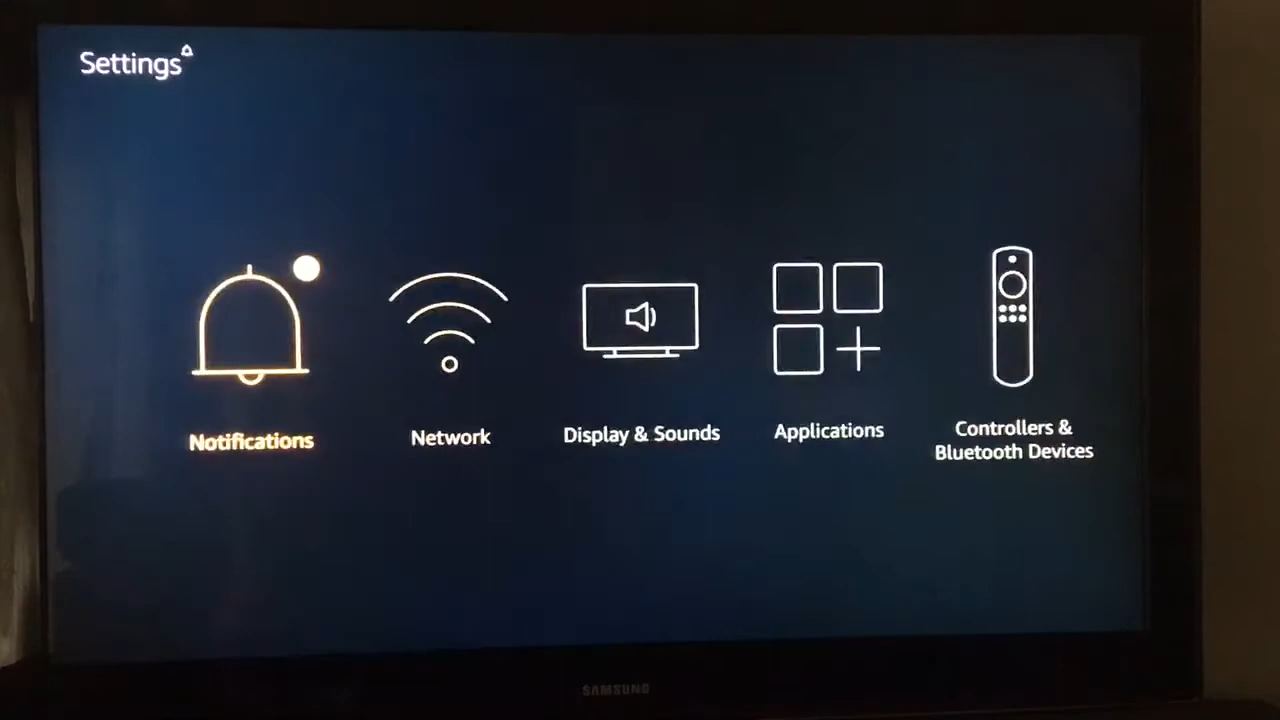 Settings
Notifications
Network
Display & Sounds
Applications
Controllers &
Bluetooth Devices
SAMSUNG